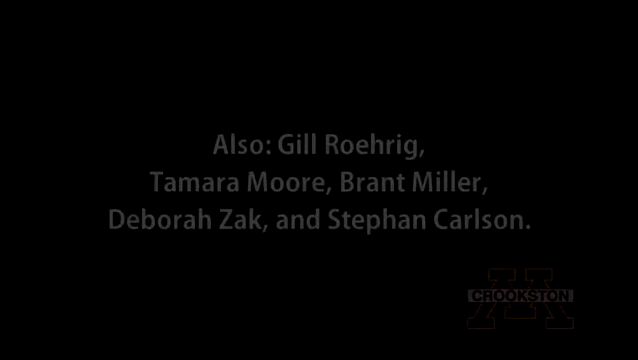 Also: Gill Roehrig,
Tamara Moore, Brant Miller,
Deborah Zak, and Stephan Carlson.
CROOKSTON